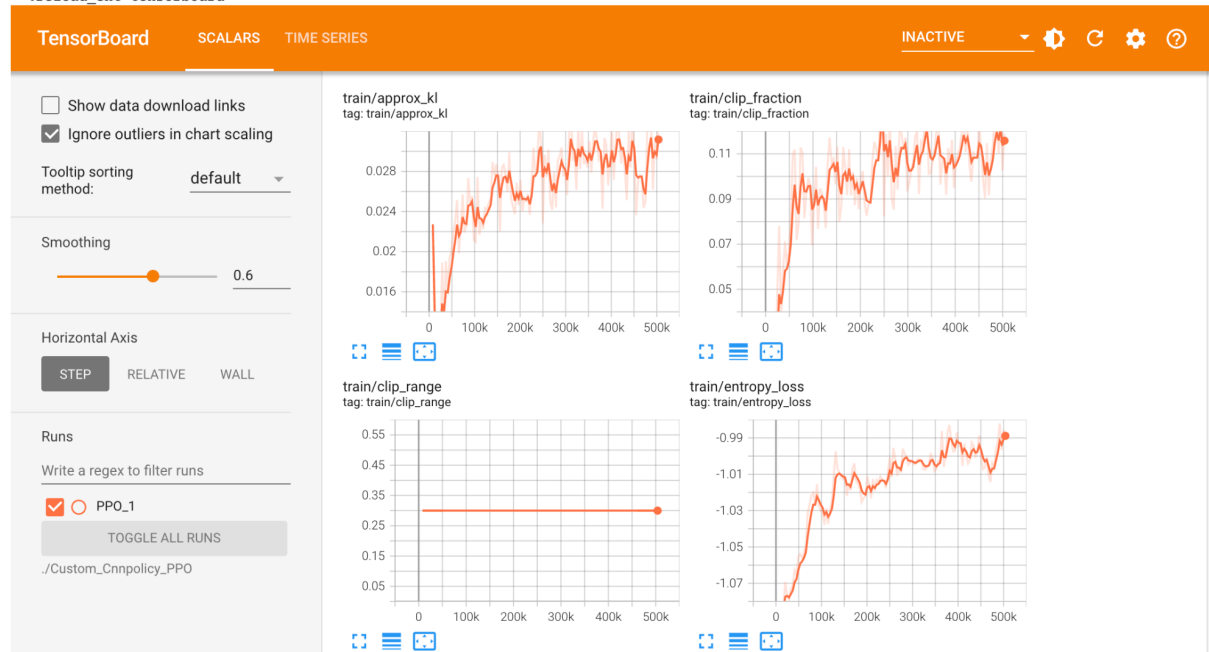 TensorBoard
SCALARS
TIME SERIES
INACTIVE
Show data download links
Ignore outliers in chart scaling
Tooltip sorting
method:
default
Smoothing
0.6
Horizontal Axis
STEP
RELATIVE
WALL
Runs
Write a regex to filter runs
PPO_1
TOGGLE ALL RUNS
./Custom_Cnnpolicy_PPO
train/approx_kl
tag: train/approx_kl
0.028
0.024
0.02
0.016
0 100k 200k 300k 400k 500k
train/clip_fraction
tag: train/clip_fraction
0.11
0.09
0.07
0.05
0 100k 200k 300k 400k 500k
train/clip_range
tag: train/clip_range
0.55
0.45
0.35
0.25
0.15
0.05
0 100k 200k 300k 400k 500k
train/entropy_loss
tag: train/entropy_loss
-0.99
-1.01
-1.03
-1.05
-1.07
0 100k 200k 300k 400k 500k